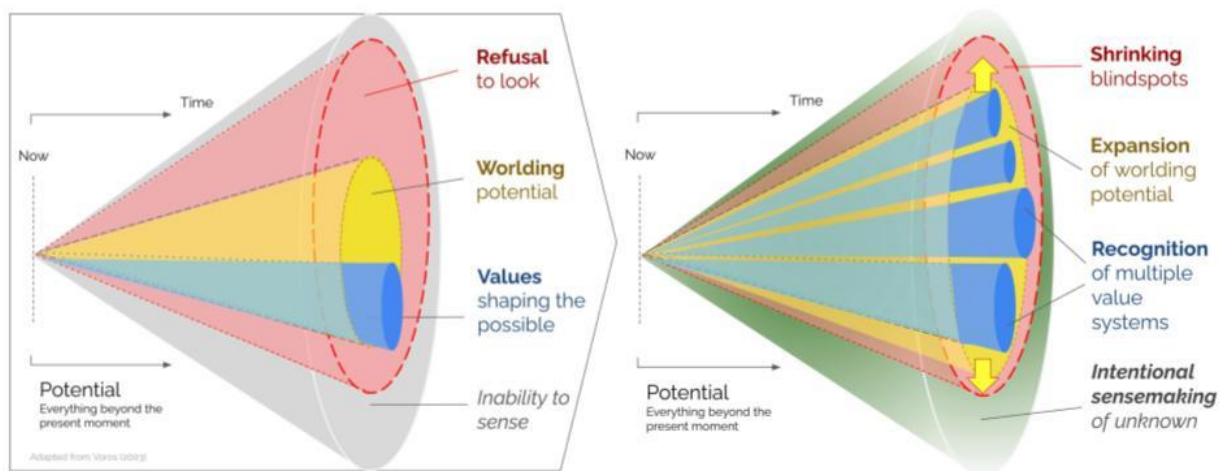 Refusal
to look
Time
Now
Worlding
potential
Values
shaping the
possible
Potential
Everything beyond the
present moment
Inability to
sense
Adapted from Voros (2003)
Shrinking
blindspots
Time
Now
Expansion
of worlding
potential
Recognition
of multiple
value
systems
Potential
Everything beyond the
present moment
Intentional
sensemaking
of unknown